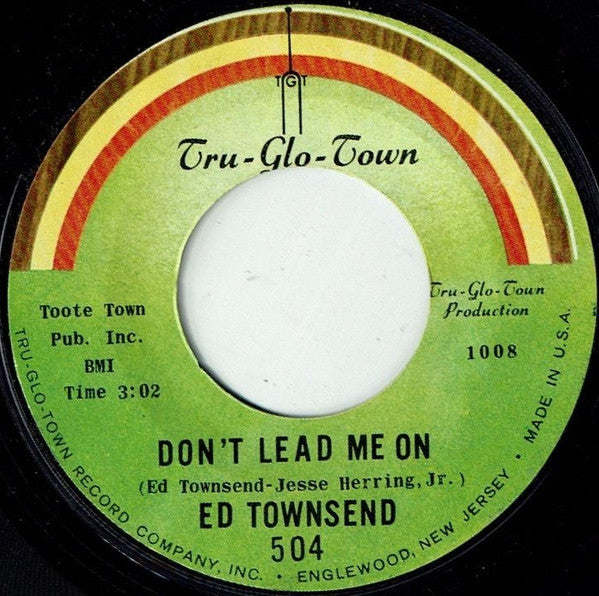 TGT
Tru-Glo-Town
Toote Town
Pub. Inc.
BMI
Time 3:02
Tru-Glo-Town
Production
1008
DON'T LEAD ME ON
(Ed Townsend-Jesse Herring, Jr.)
ED TOWNSEND
504
TRU-GLO-TOWN RECORD COMPANY, INC. • ENGLEWOOD, NEW JERSEY • MADE IN U.S.A.